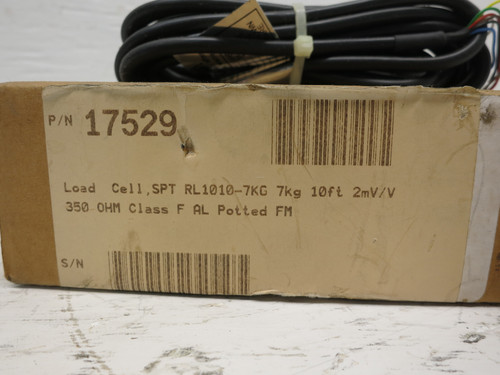 P/N 17529
Load Cell,SPT RL1010-7KG 7kg 10ft 2mV/V
350 OHM Class F AL Potted FM
S/N